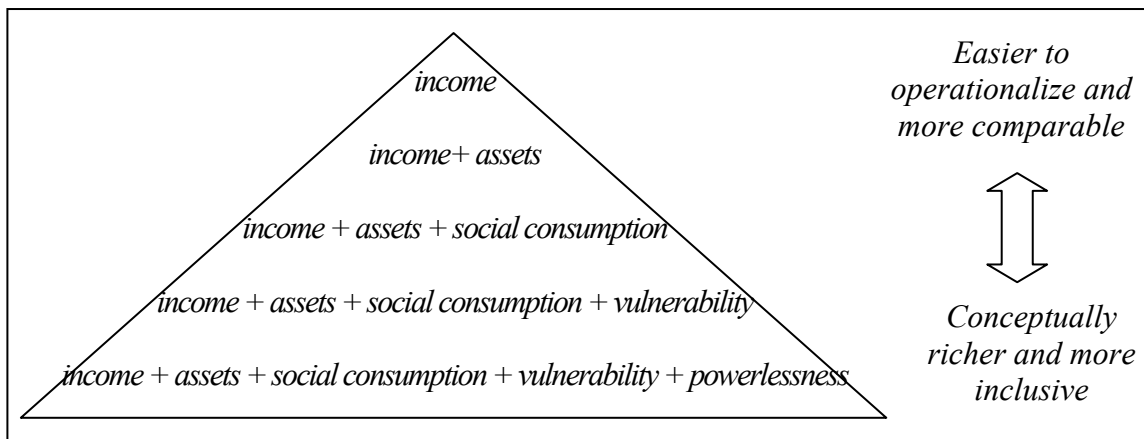 income
income+ assets
income + assets + social consumption
income + assets + social consumption + vulnerability
income + assets + social consumption + vulnerability + powerlessness
Easier to
operationalize and
more comparable
Conceptually
richer and more
inclusive